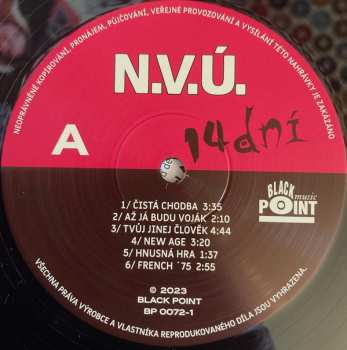 NEOPRÁVNĚNÉ KOPÍROVÁNÍ, PRONÁJEM, PŮJČOVÁNÍ, VEŘEJNÉ PROVOZOVÁNÍ A VYSÍLÁNÍ TÉTO NAHRÁVKY JE ZAKÁZÁNO
N.V.Ú.
A
14dní
BLACK
music
POINT
1/ ČISTÁ CHODBA 3:35
2/ AŽ JÁ BUDU VOJÁK 2:10
3/ TVŮJ JINEJ ČLOVĚK 4:44
4/ NEW AGE 3:20
5/ HNUSNÁ HRA 1:37
6/ FRENCH ´75 2:55
© 2023
BLACK POINT
BP 0072-1
VŠECHNA PRÁVA VÝROBCE A VLASTNÍKA REPRODUKOVANÉHO DÍLA JSOU VYHRAZENA.